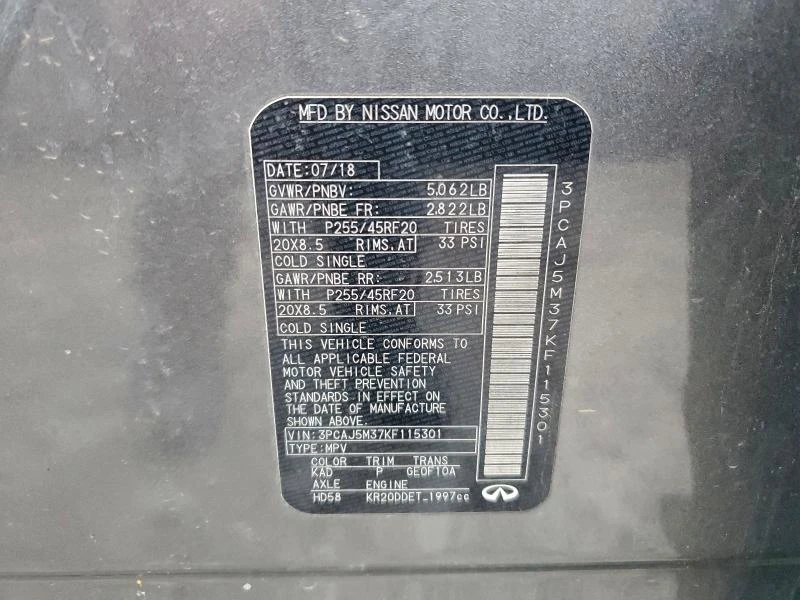 MFD BY NISSAN MOTOR CO.,LTD.
DATE:07/18
GVWR/PNBV: 5.062LB
GAWR/PNBE FR: 2.822LB
WITH P255/45RF20 TIRES
20X8.5 RIMS.AT 33 PSI
COLD SINGLE
GAWR/PNBE RR: 2.513LB
WITH P255/45RF20 TIRES
20X8.5 RIMS.AT 33 PSI
COLD SINGLE
THIS VEHICLE CONFORMS TO
ALL APPLICABLE FEDERAL
MOTOR VEHICLE SAFETY
AND THEFT PREVENTION
STANDARDS IN EFFECT ON
THE DATE OF MANUFACTURE
SHOWN ABOVE.
VIN:3PCAJ5M37KF115301
TYPE:MPV
COLOR TRIM TRANS
KAD P GE0F10A
AXLE ENGINE
HD58 KR20DDET_1997cc
3PCAJ5M37KF115301